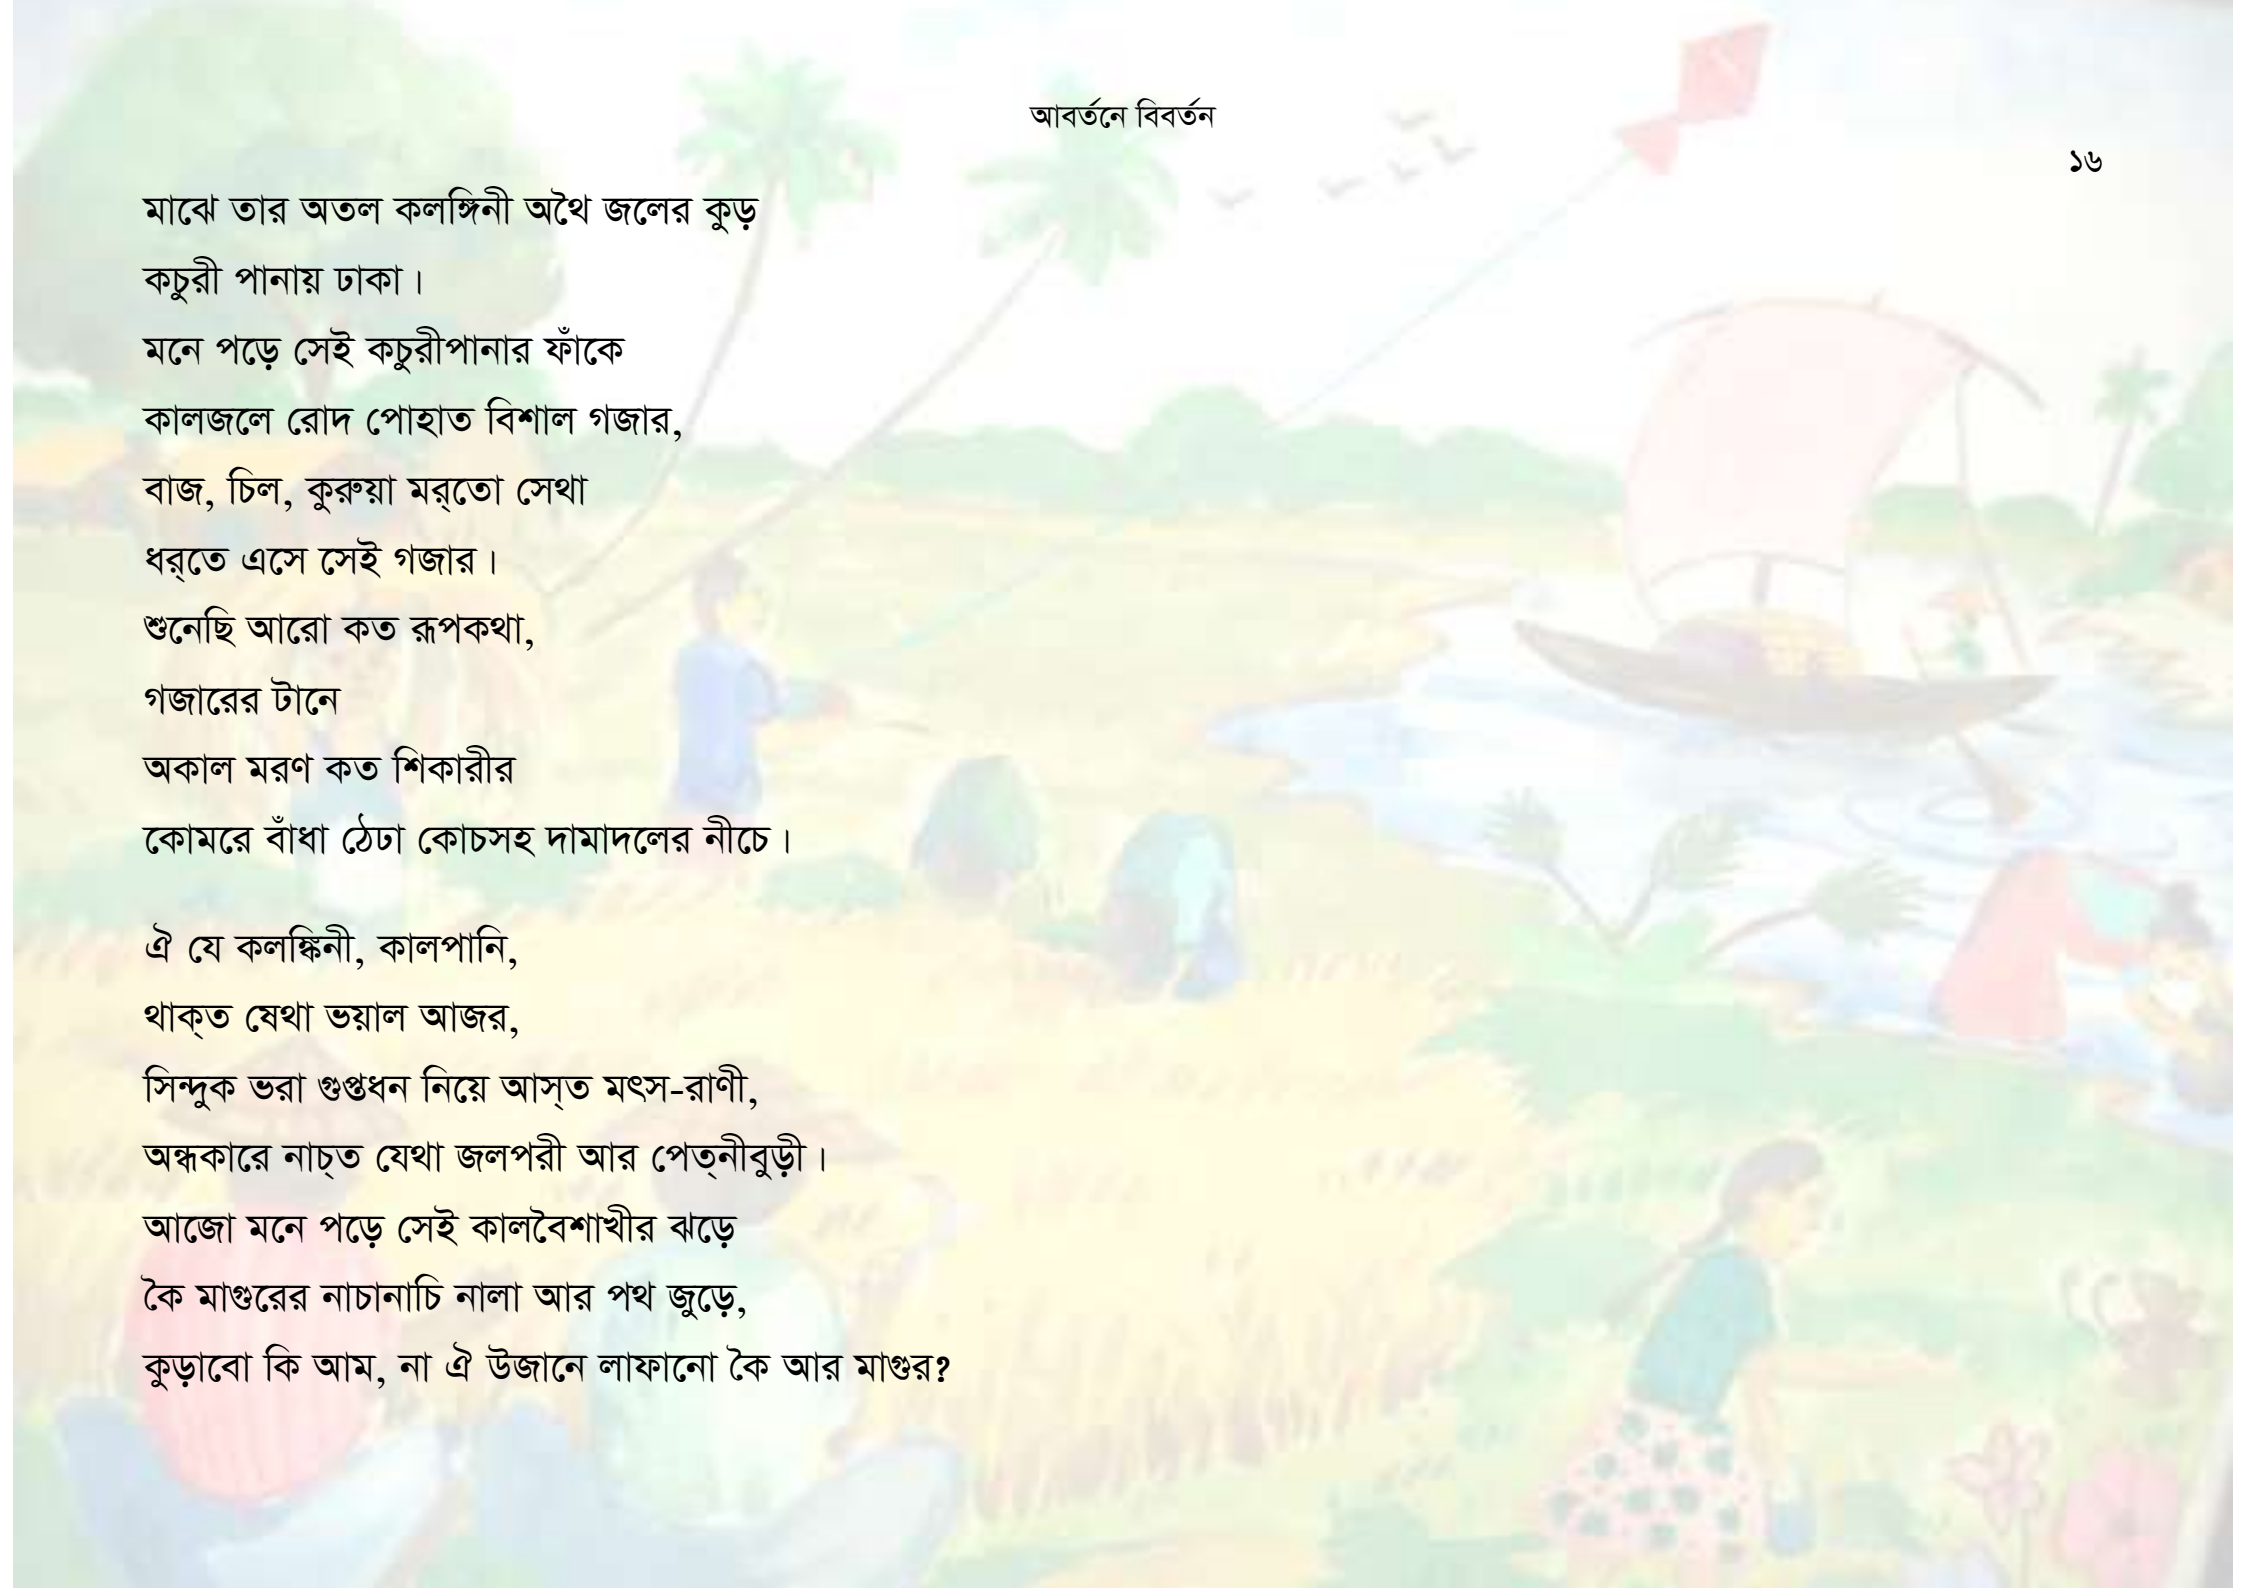 আবর্তনে বিবর্তন
১৬
মাঝে তার অতল কলঙ্গিনী অথৈ জলের কুড়
কচুরী পানায় ঢাকা।
মনে পড়ে সেই কচুরীপানার ফাঁকে
কালজলে রোদ পোহাত বিশাল গজার,
বাজ, চিল, কুরুয়া মর্‌তো সেথা
ধর্‌তে এসে সেই গজার।
শুনেছি আরো কত রূপকথা,
গজারের টানে
অকাল মরণ কত শিকারীর
কোমরে বাঁধা ঠেঢা কোচসহ দামাদলের নীচে।
ঐ যে কলঙ্কিনী, কালপানি,
থাক্‌ত ষেথা ভয়াল আজর,
সিন্দুক ভরা গুপ্তধন নিয়ে আস্‌ত মৎস-রাণী,
অন্ধকারে নাচ্‌ত যেথা জলপরী আর পেত্‌নীবুড়ী।
আজো মনে পড়ে সেই কালবৈশাখীর ঝড়ে
কৈ মাগুরের নাচানাচি নালা আর পথ জুড়ে,
কুড়াবো কি আম, না ঐ উজানে লাফানো কৈ আর মাগুর?